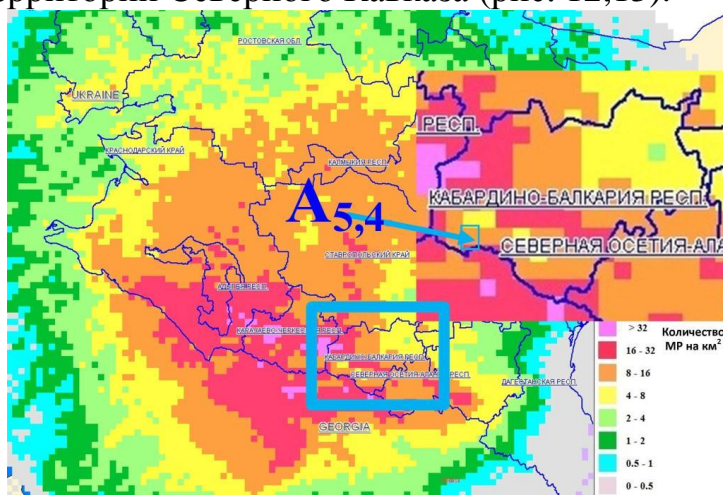 ерритории Северного Кавказа (рис. 12,13).
РОСТОВСКАЯ ОБЛ.
UKRAINE
КРАСНОДАРСКИЙ КРАЙ
КАЛМЫКИЯ РЕСП.
РЕСП.
КАБАРДИНО-БАЛКАРИЯ РЕСП.
A5,4
СЕВЕРНАЯ ОСЕТИЯ-АЛА
СТАВРОПОЛЬСКИЙ КРАЙ
АДЫГЕЯ РЕСП.
КАРАЧАЕВО-ЧЕРКЕССКАЯ РЕСП.
КАБАРДИНО-БАЛКАРИЯ РЕСП.
СЕВЕРНАЯ ОСЕТИЯ-АЛАНИЯ РЕСП.
ДАГЕСТАНСКАЯ РЕСП.
GEORGIA
Количество
МР на км2
> 32
16 - 32
8 - 16
4 - 8
2 - 4
1 - 2
0.5 - 1
0 - 0.5